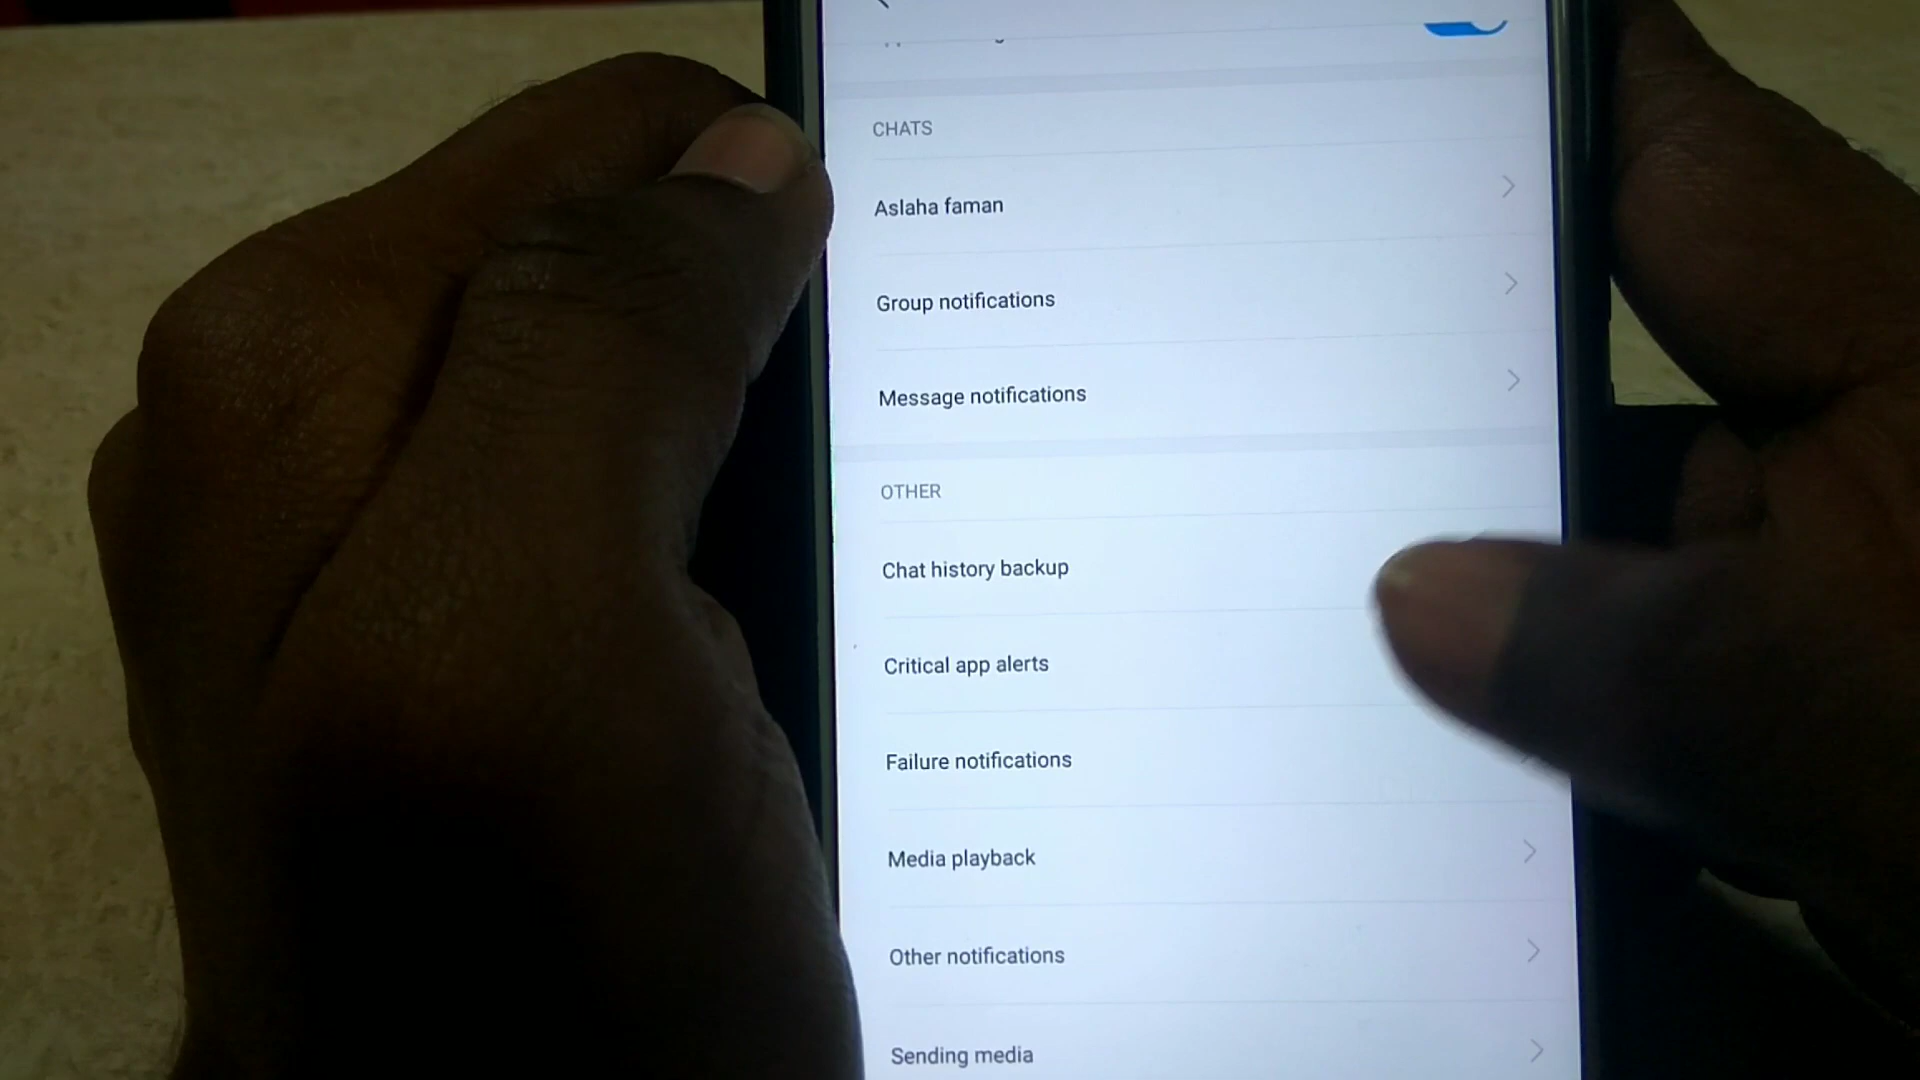 CHATS
Aslaha faman
Group notifications
Message notifications
OTHER
Chat history backup
Critical app alerts
Failure notifications
Media playback
Other notifications
Sending media